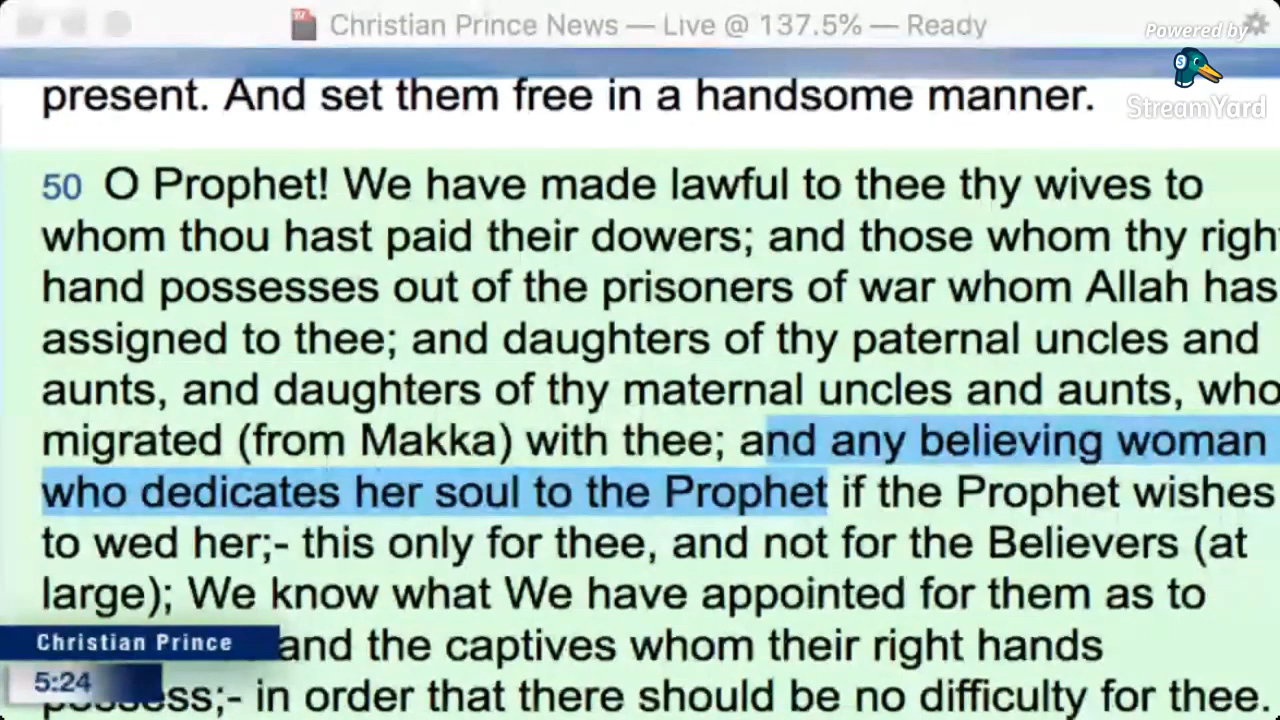 Christian Prince News — Live @ 137.5% — Ready
Powered by
StreamYard
present. And set them free in a handsome manner.
50 O Prophet! We have made lawful to thee thy wives to
whom thou hast paid their dowers; and those whom thy right
hand possesses out of the prisoners of war whom Allah has
assigned to thee; and daughters of thy paternal uncles and
aunts, and daughters of thy maternal uncles and aunts, who
migrated (from Makka) with thee; and any believing woman
who dedicates her soul to the Prophet if the Prophet wishes
to wed her;- this only for thee, and not for the Believers (at
large); We know what We have appointed for them as to
and the captives whom their right hands
possess;- in order that there should be no difficulty for thee.
Christian Prince
5:24